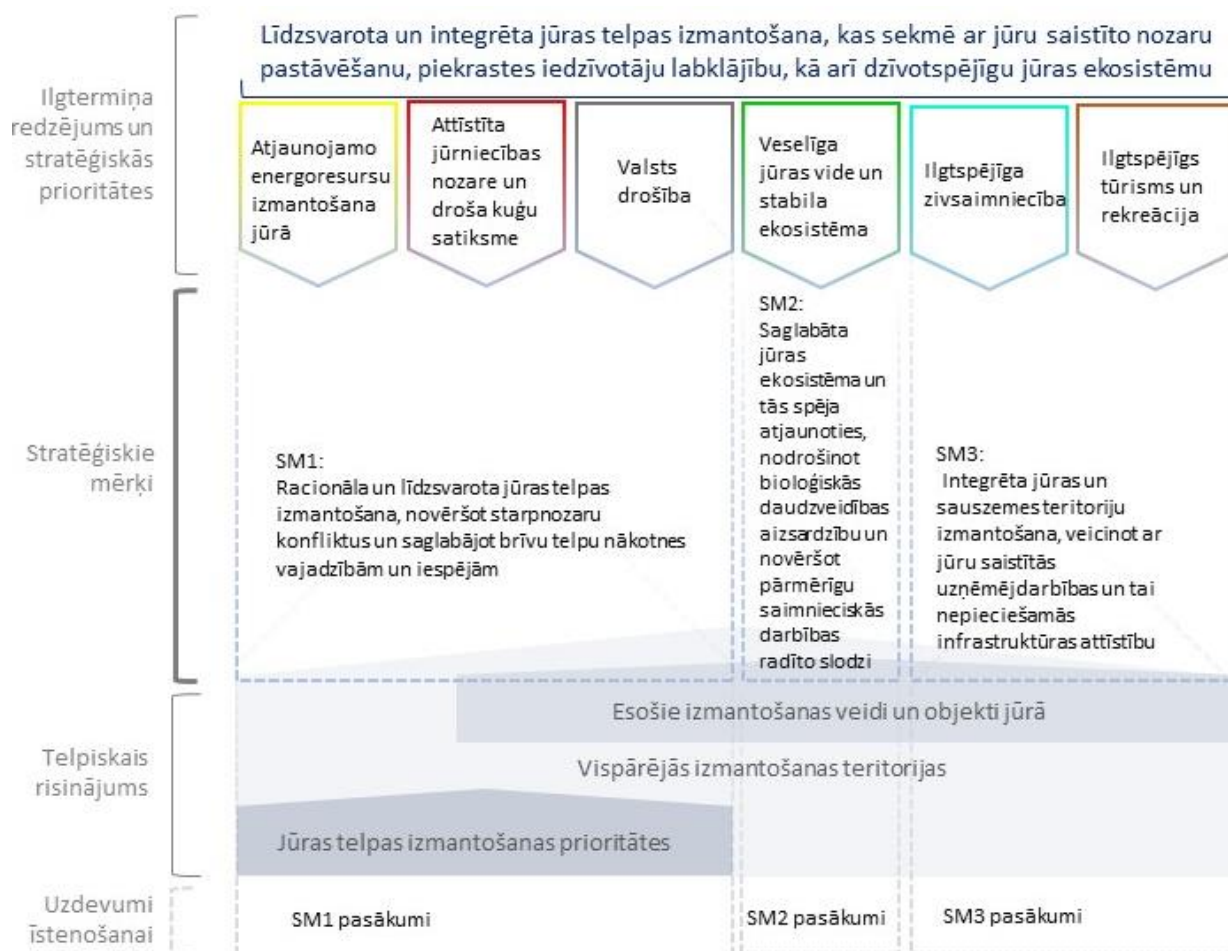 Līdzsvarota un integrēta jūras telpas izmantošana, kas sekmē ar jūru saistīto nozaru
pastāvēšanu, piekrastes iedzīvotāju labklājību, kā arī dzīvotspējīgu jūras ekosistēmu
Ilgtermiņa
redzējums un
stratēģiskās
prioritātes
Atjaunojamo
energoresursu
izmantošana
jūrā
Attīstīta
jūrniecības
nozare un
droša kuģu
satiksme
Valsts
drošība
Veselīga
jūras vide un
stabila
ekosistēma
Ilgtspējīga
zivsaimniecība
Ilgtspējīgs
tūrisms un
rekreācija
Stratēģiskie
mērķi
SM1:
Racionāla un līdzsvarota jūras telpas
izmantošana, novēršot starpnozaru
konfliktus un saglabājot brīvu telpu nākotnes
vajadzībām un iespējām
SM2:
Saglabāta
jūras
ekosistēma un
tās spēja
atjaunoties,
nodrošinot
bioloģiskās
daudzveidības
aizsardzību un
novēršot
pārmērīgu
saimnieciskās
darbības
radīto slodzi
SM3:
Integrēta jūras un
sauszemes teritoriju
izmantošana, veicinot ar
jūru saistītās
uzņēmējdarbības un tai
nepieciešamās
infrastruktūras attīstību
Telpiskais
risinājums
Esošie izmantošanas veidi un objekti jūrā
Vispārējās izmantošanas teritorijas
Jūras telpas izmantošanas prioritātes
Uzdevumi
īstenošanai
SM1 pasākumi
SM2 pasākumi
SM3 pasākumi